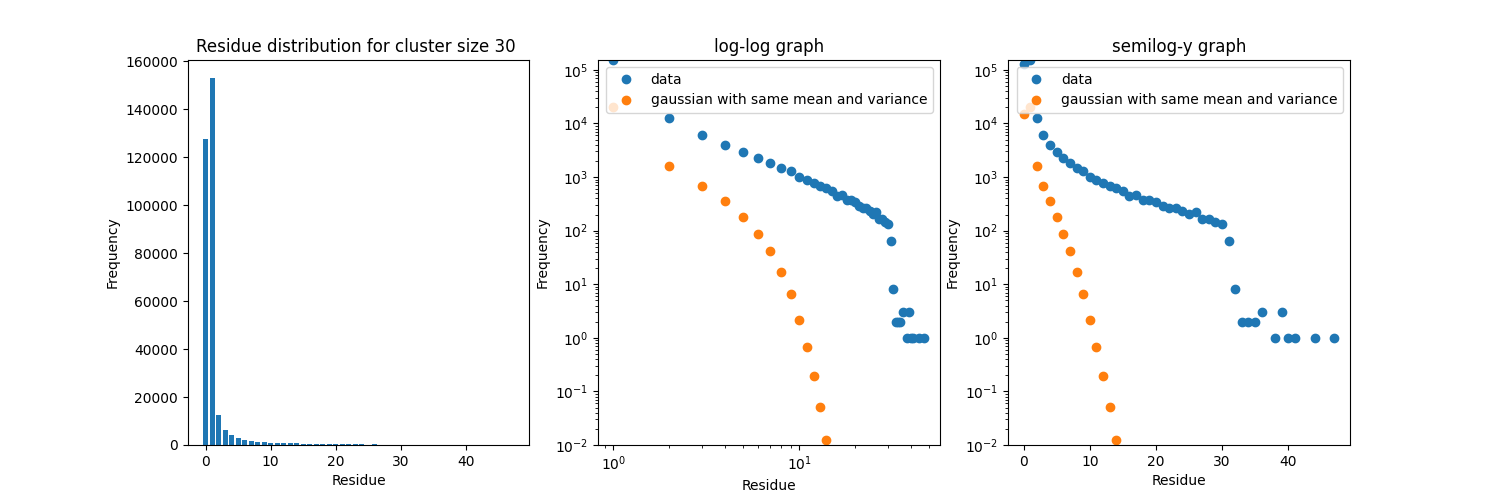 Residue distribution for cluster size 30
160000
140000
120000
100000
80000
60000
40000
20000
0
Frequency
0 10 20 30 40
Residue
log-log graph
data
gaussian with same mean and variance
10^5
10^4
10^3
10^2
10^1
10^0
10^-1
10^-2
Frequency
10^0 10^1
Residue
semilog-y graph
data
gaussian with same mean and variance
10^5
10^4
10^3
10^2
10^1
10^0
10^-1
10^-2
Frequency
0 10 20 30 40
Residue